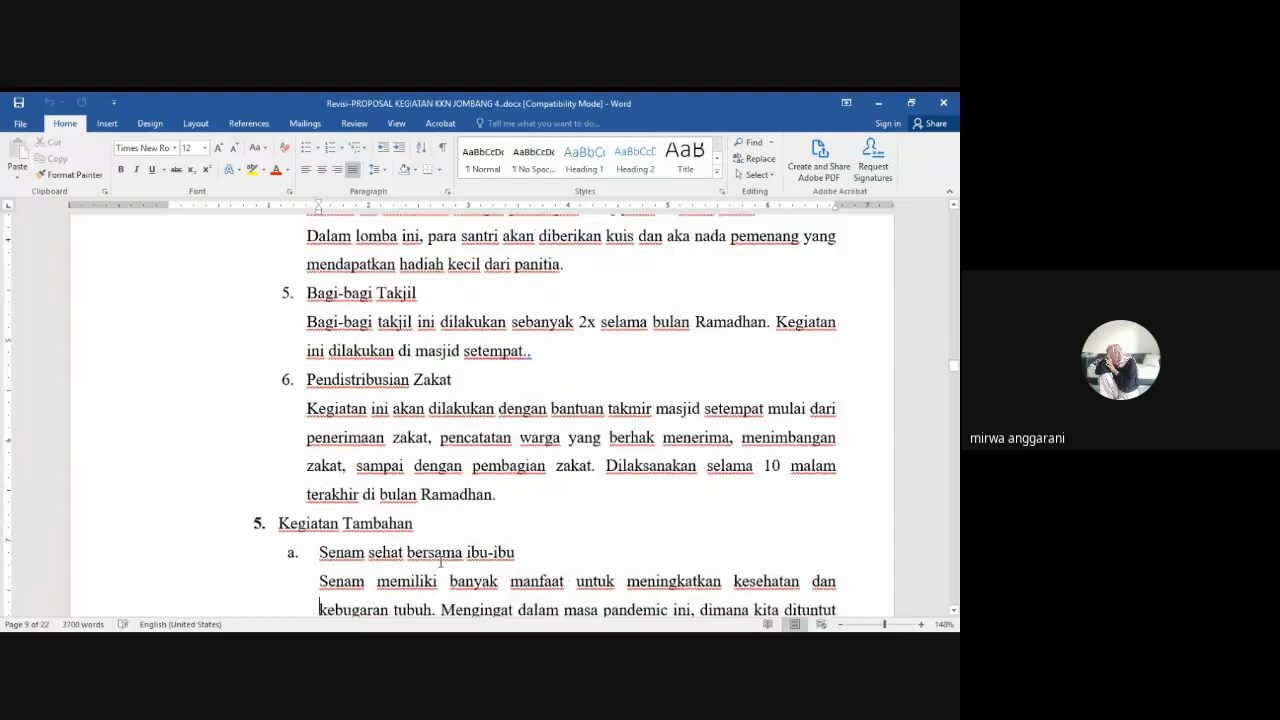 Revisi-PROPOSAL KEGIATAN KKN JOMBANG 4..docx [Compatibility Mode] - Word
File Home Insert Design Layout References Mailings Review View Acrobat Tell me what you want to do... Sign in Share
Paste Cut Copy Format Painter
Clipboard
Times New Ro 12
B I U abc x₂ x² A
Font
Paragraph
AaBbCcDc AaBbCcDc AaBbCc AaBbCcC AaB
¶ Normal ¶ No Spac... Heading 1 Heading 2 Title
Styles
Find
Replace
Select
Editing
Create and Share Adobe PDF
Request Signatures
Adobe Acrobat
Dalam lomba ini, para santri akan diberikan kuis dan aka nada pemenang yang
mendapatkan hadiah kecil dari panitia.
5. Bagi-bagi Takjil
Bagi-bagi takjil ini dilakukan sebanyak 2x selama bulan Ramadhan. Kegiatan
ini dilakukan di masjid setempat..
6. Pendistribusian Zakat
Kegiatan ini akan dilakukan dengan bantuan takmir masjid setempat mulai dari
penerimaan zakat, pencatatan warga yang berhak menerima, menimbangan
zakat, sampai dengan pembagian zakat. Dilaksanakan selama 10 malam
terakhir di bulan Ramadhan.
5. Kegiatan Tambahan
a. Senam sehat bersama ibu-ibu
Senam memiliki banyak manfaat untuk meningkatkan kesehatan dan
kebugaran tubuh. Mengingat dalam masa pandemic ini, dimana kita dituntut
Page 9 of 22 3700 words English (United States) 148%
mirwa anggarani